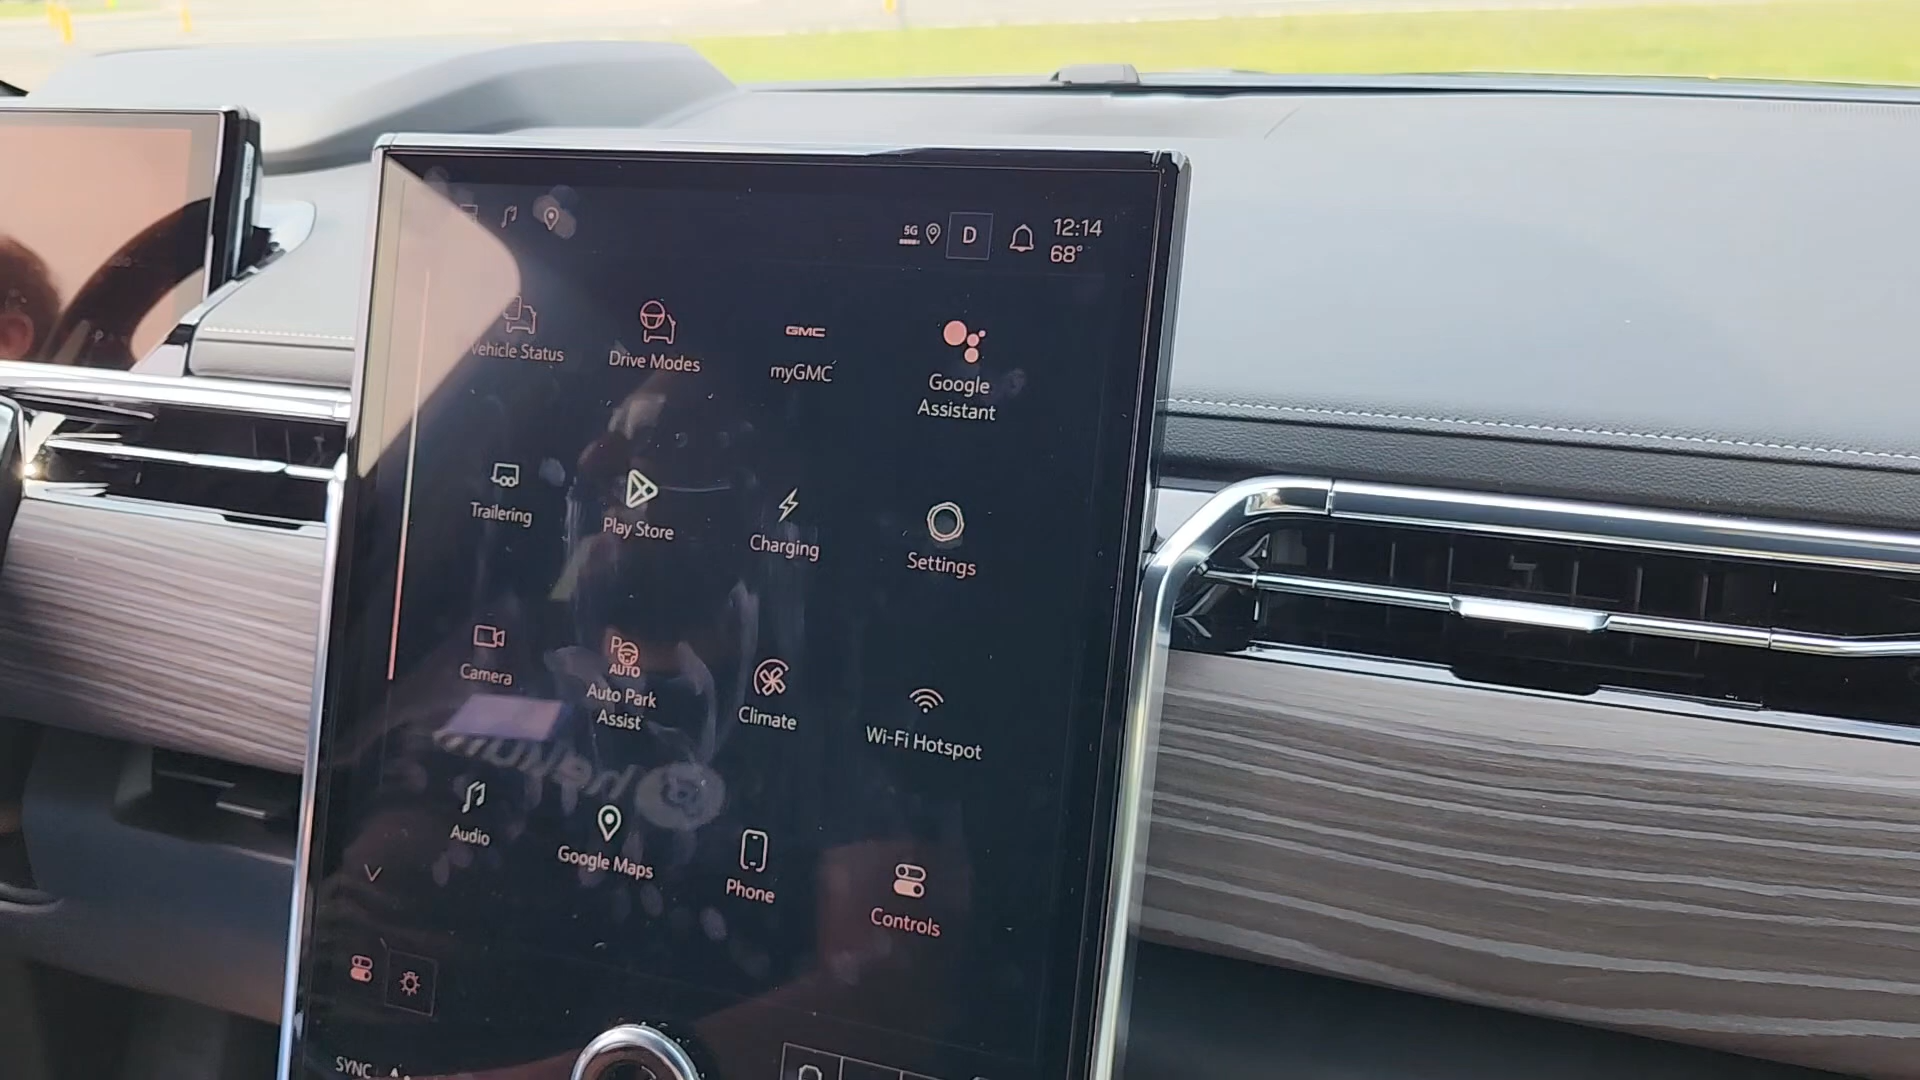 5G
D
12:14
68°
Vehicle Status
Drive Modes
GMC
myGMC
Google
Assistant
Trailering
Play Store
Charging
Settings
Camera
P
AUTO
Auto Park
Assist
Climate
Wi-Fi Hotspot
Audio
Google Maps
Phone
Controls
SYNC